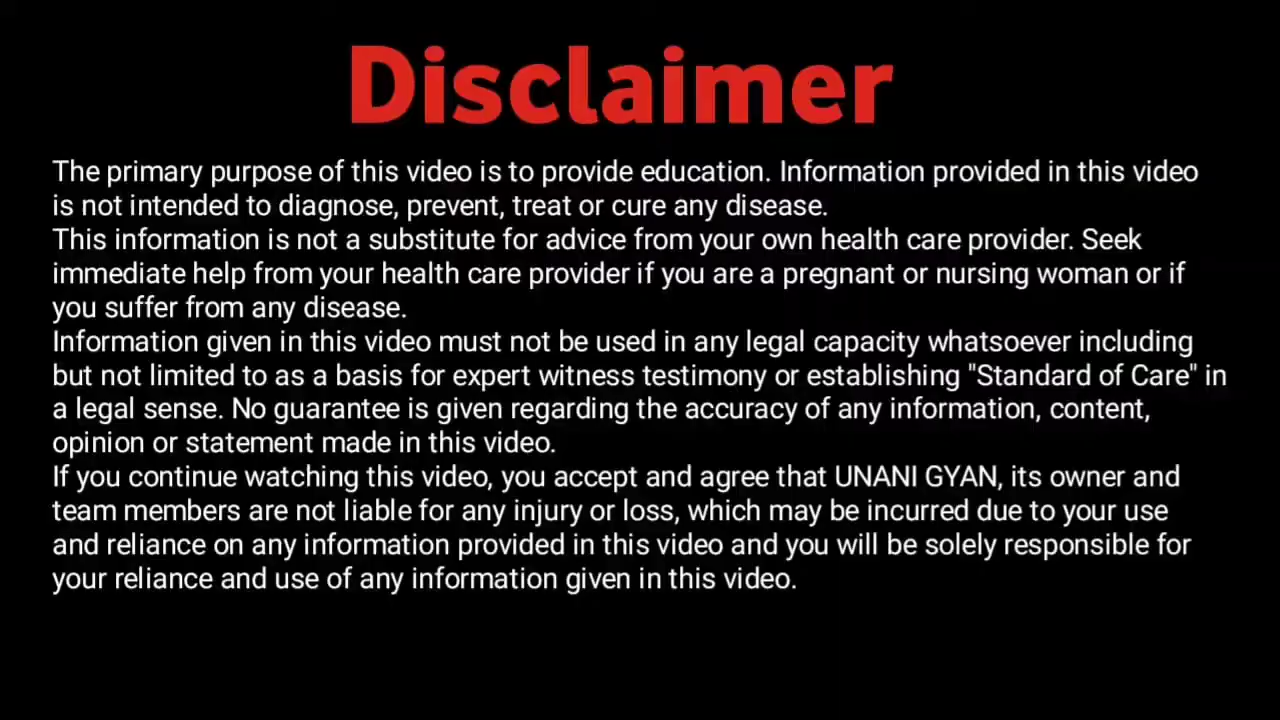 Disclaimer
The primary purpose of this video is to provide education. Information provided in this video
is not intended to diagnose, prevent, treat or cure any disease.
This information is not a substitute for advice from your own health care provider. Seek
immediate help from your health care provider if you are a pregnant or nursing woman or if
you suffer from any disease.
Information given in this video must not be used in any legal capacity whatsoever including
but not limited to as a basis for expert witness testimony or establishing "Standard of Care" in
a legal sense. No guarantee is given regarding the accuracy of any information, content,
opinion or statement made in this video.
If you continue watching this video, you accept and agree that UNANI GYAN, its owner and
team members are not liable for any injury or loss, which may be incurred due to your use
and reliance on any information provided in this video and you will be solely responsible for
your reliance and use of any information given in this video.